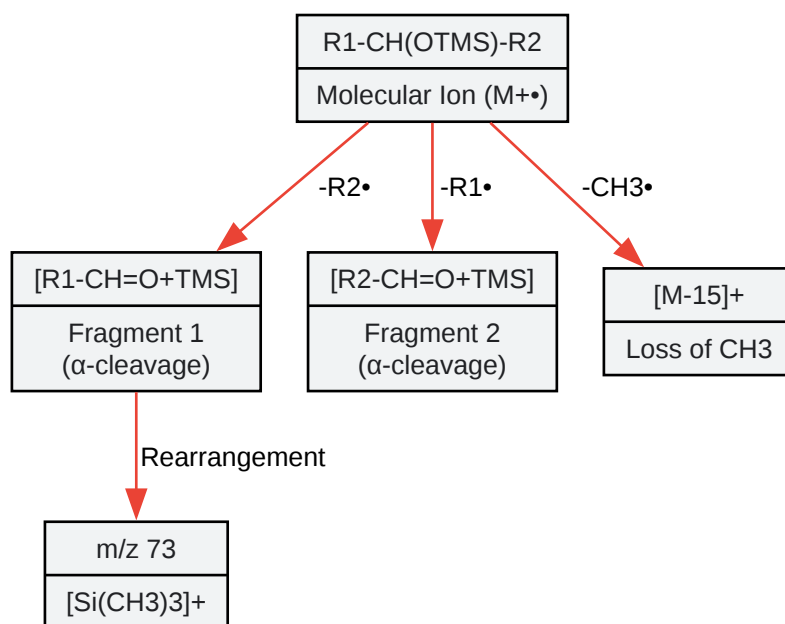 R1-CH(OTMS)-R2
Molecular Ion (M+•)
-R2•
-R1•
-CH3•
[R1-CH=O+TMS]
Fragment 1
(α-cleavage)
[R2-CH=O+TMS]
Fragment 2
(α-cleavage)
[M-15]+
Loss of CH3
Rearrangement
m/z 73
[Si(CH3)3]+